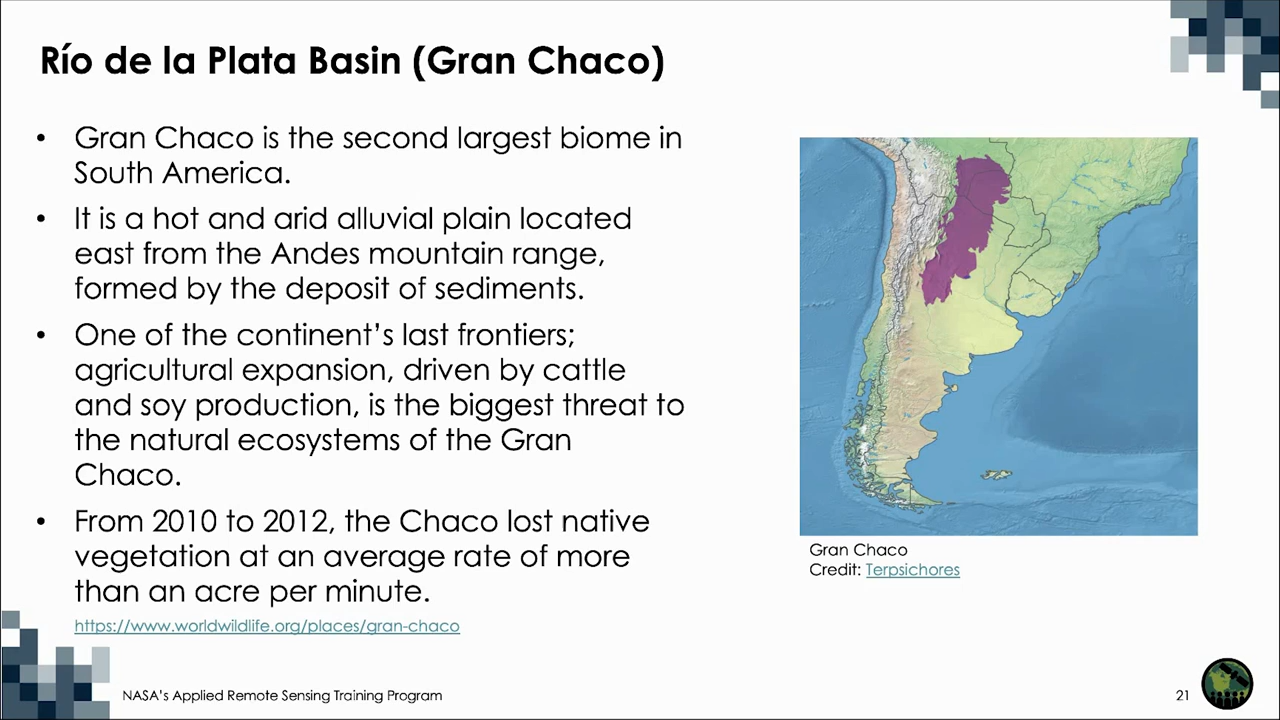 Río de la Plata Basin (Gran Chaco)
• Gran Chaco is the second largest biome in
South America.
• It is a hot and arid alluvial plain located
east from the Andes mountain range,
formed by the deposit of sediments.
• One of the continent’s last frontiers;
agricultural expansion, driven by cattle
and soy production, is the biggest threat to
the natural ecosystems of the Gran
Chaco.
• From 2010 to 2012, the Chaco lost native
vegetation at an average rate of more
than an acre per minute.
https://www.worldwildlife.org/places/gran-chaco
Gran Chaco
Credit: Terpsichores
NASA’s Applied Remote Sensing Training Program
21